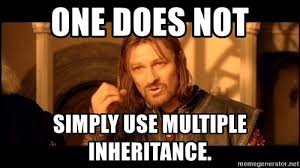 ONE DOES NOT
SIMPLY USE MULTIPLE
INHERITANCE.
memegenerator.net